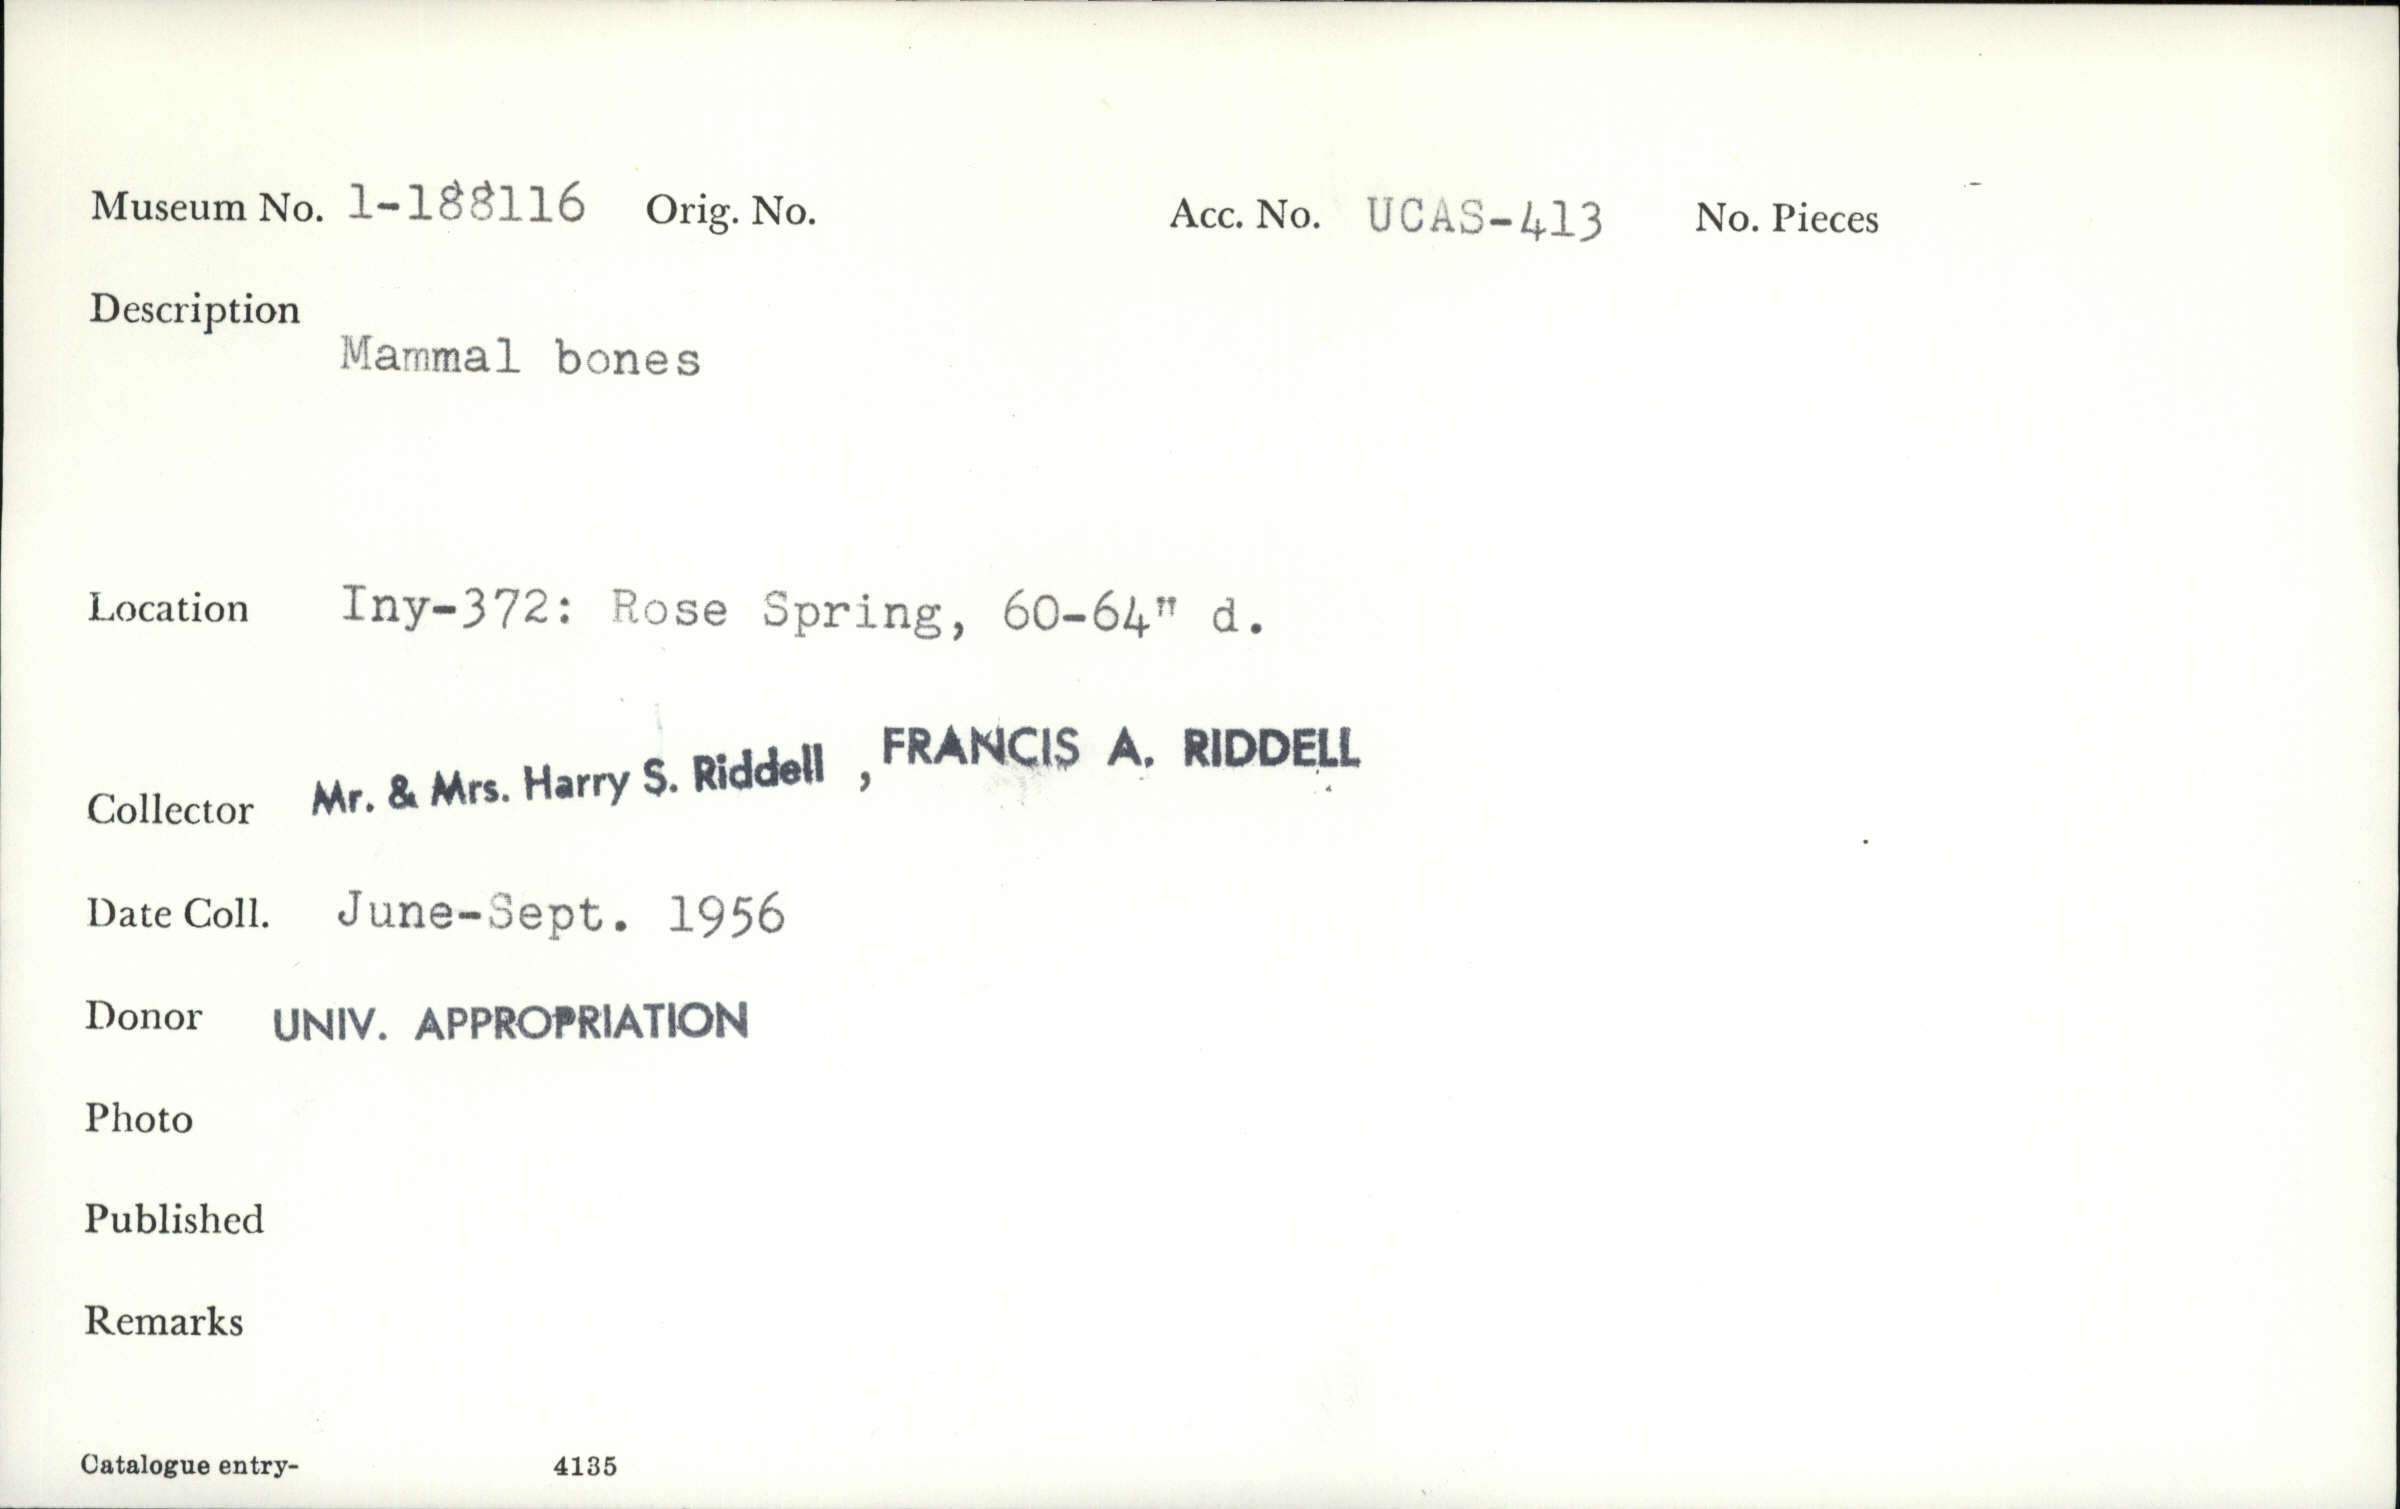 Museum No. 1-188116 Orig. No. Acc. No. UCAS-413 No. Pieces
Description
Mammal bones
Location Iny-372: Rose Spring, 60-64" d.
Collector Mr. & Mrs. Harry S. Riddell , FRANCIS A. RIDDELL
Date Coll. June-Sept. 1956
Donor UNIV. APPROPRIATION
Photo
Published
Remarks
Catalogue entry- 4135